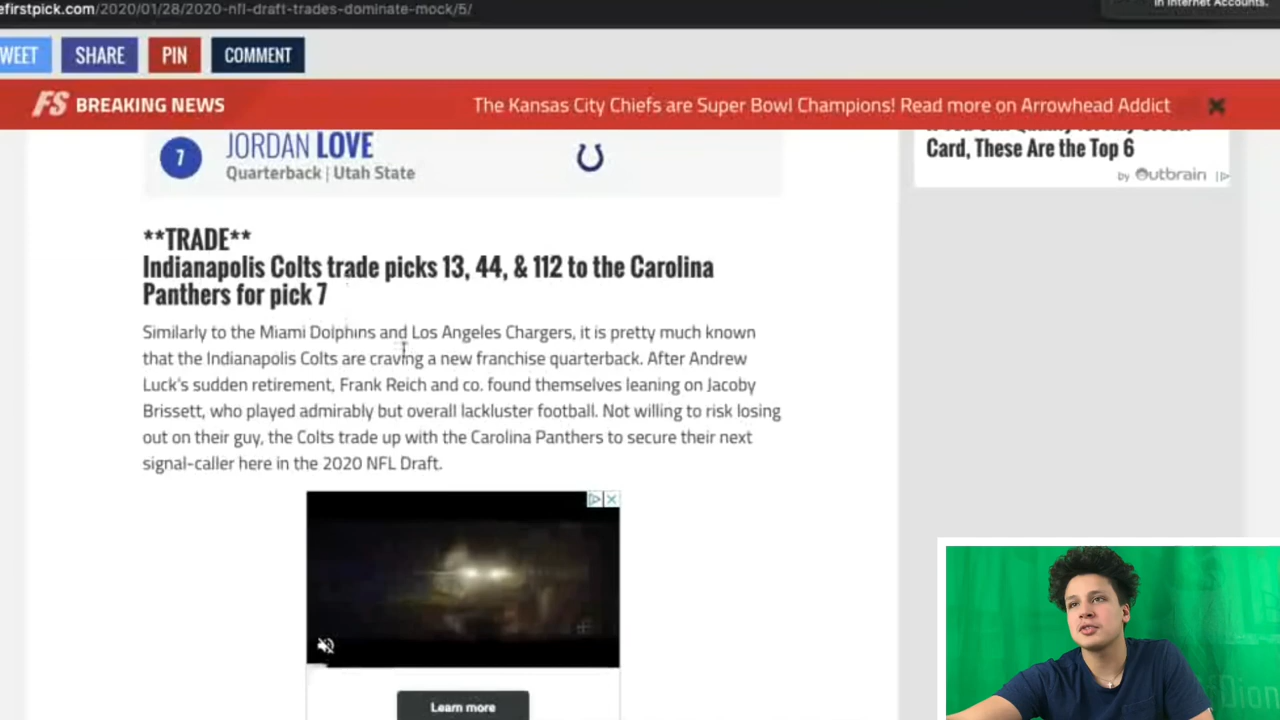 efirstpick.com/2020/01/28/2020-nfl-draft-trades-dominate-mock/5/
in Internet Accounts.
WEET
SHARE
PIN
COMMENT
FS BREAKING NEWS
The Kansas City Chiefs are Super Bowl Champions! Read more on Arrowhead Addict
7
JORDAN LOVE
Quarterback | Utah State
Card, These Are the Top 6
by Outbrain
**TRADE**
Indianapolis Colts trade picks 13, 44, & 112 to the Carolina
Panthers for pick 7
Similarly to the Miami Dolphins and Los Angeles Chargers, it is pretty much known
that the Indianapolis Colts are craving a new franchise quarterback. After Andrew
Luck's sudden retirement, Frank Reich and co. found themselves leaning on Jacoby
Brissett, who played admirably but overall lackluster football. Not willing to risk losing
out on their guy, the Colts trade up with the Carolina Panthers to secure their next
signal-caller here in the 2020 NFL Draft.
Learn more